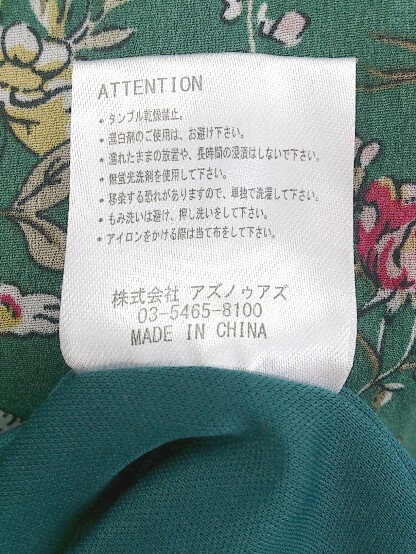 ATTENTION
• タンブル乾燥禁止。
• 漂白剤のご使用は、お避け下さい。
• 濡れたままの放置や、長時間の浸漬はしないで下さい。
• 無蛍光洗剤を使用して下さい。
• 移染する恐れがありますので、単独で洗濯して下さい。
• もみ洗いは避け、押し洗いをして下さい。
• アイロンをかける際は当て布をして下さい。
株式会社 アズノゥアズ
03-5465-8100
MADE IN CHINA